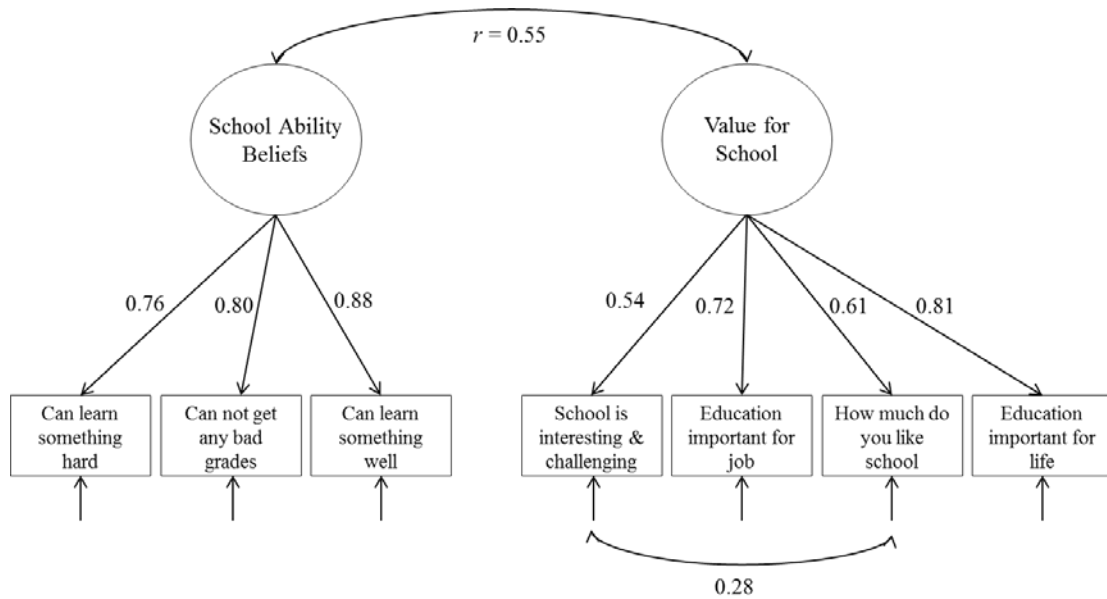 r = 0.55
School Ability
Beliefs
Value for
School
0.76
0.80
0.88
0.54
0.72
0.61
0.81
Can learn
something
hard
Can not get
any bad
grades
Can learn
something
well
School is
interesting &
challenging
Education
important for
job
How much do
you like
school
Education
important for
life
0.28